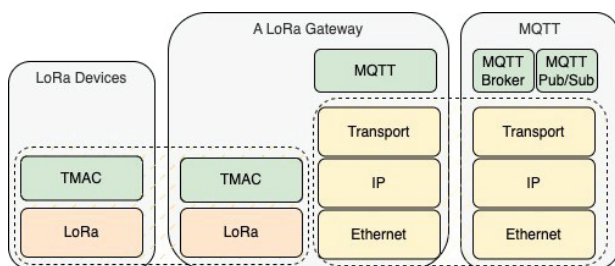 A LoRa Gateway
MQTT
LoRa Devices
MQTT
MQTT
Broker
MQTT
Pub/Sub
Transport
Transport
TMAC
TMAC
IP
IP
LoRa
LoRa
Ethernet
Ethernet